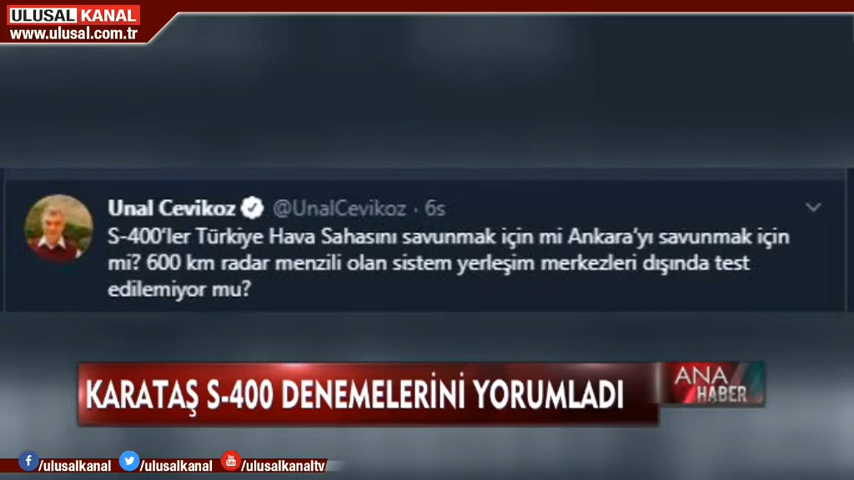 ULUSAL KANAL
www.ulusal.com.tr
Unal Cevikoz @UnalCevikoz · 6s
S-400'ler Türkiye Hava Sahasını savunmak için mi Ankara'yı savunmak için
mi? 600 km radar menzili olan sistem yerleşim merkezleri dışında test
edilemiyor mu?
KARATAŞ S-400 DENEMELERİNİ YORUMLADI
ANA
HABER
/ulusalkanal /ulusalkanal /ulusalkanaltv